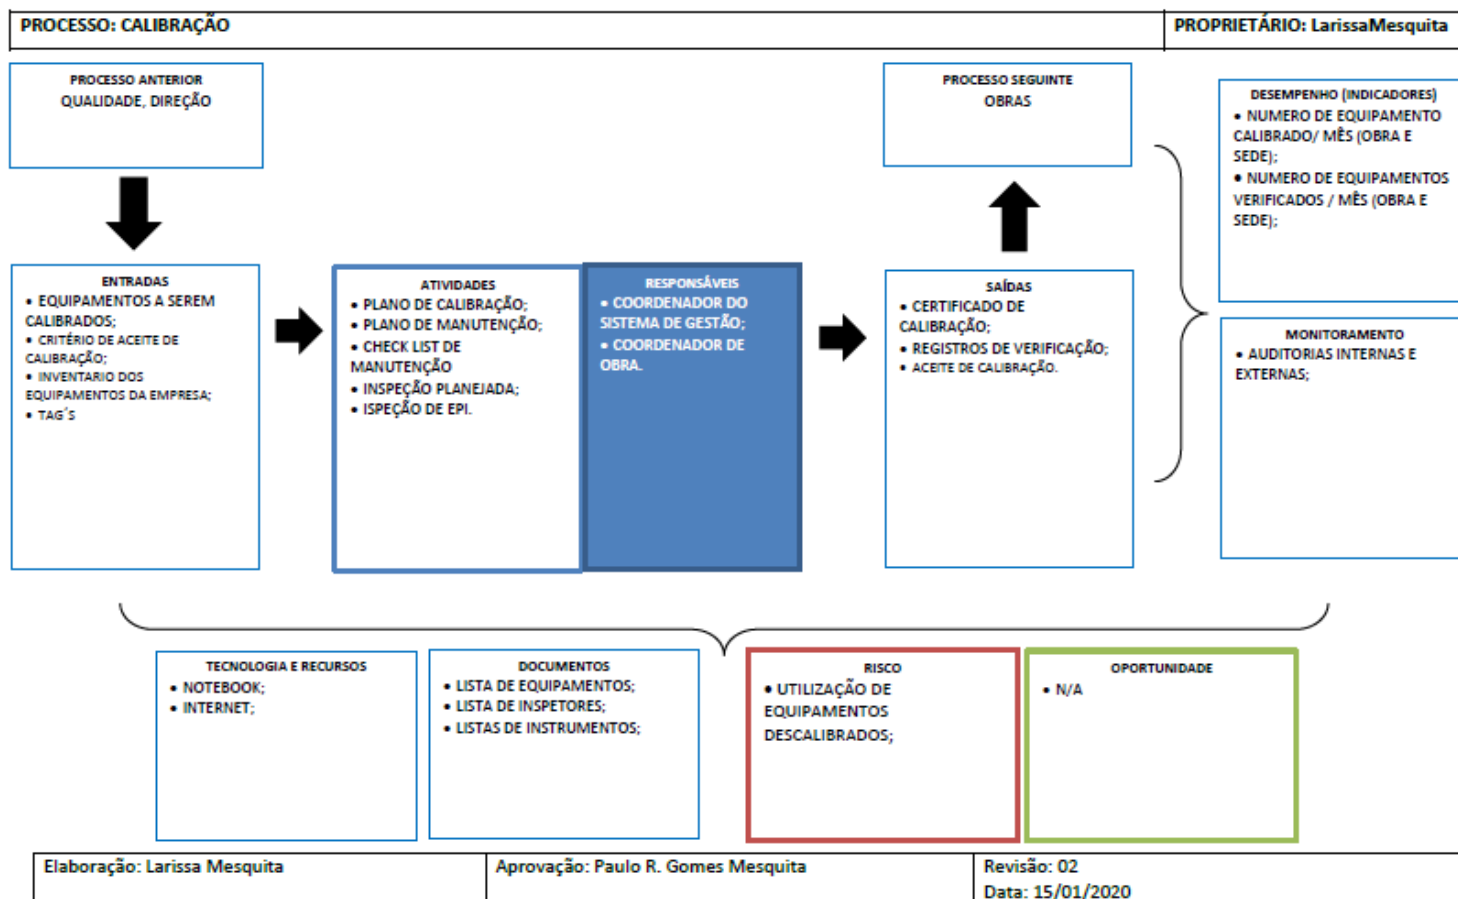 PROCESSO: CALIBRAÇÃO
PROPRIETÁRIO: LarissaMesquita
PROCESSO ANTERIOR
QUALIDADE, DIREÇÃO
PROCESSO SEGUINTE
OBRAS
DESEMPENHO (INDICADORES)
• NUMERO DE EQUIPAMENTO
CALIBRADO/ MÊS (OBRA E
SEDE);
• NUMERO DE EQUIPAMENTOS
VERIFICADOS / MÊS (OBRA E
SEDE);
ENTRADAS
• EQUIPAMENTOS A SEREM
CALIBRADOS;
• CRITÉRIO DE ACEITE DE
CALIBRAÇÃO;
• INVENTARIO DOS
EQUIPAMENTOS DA EMPRESA;
• TAG´S
ATIVIDADES
• PLANO DE CALIBRAÇÃO;
• PLANO DE MANUTENÇÃO;
• CHECK LIST DE
MANUTENÇÃO
• INSPEÇÃO PLANEJADA;
• ISPEÇÃO DE EPI.
RESPONSÁVEIS
• COORDENADOR DO
SISTEMA DE GESTÃO;
• COORDENADOR DE
OBRA.
SAÍDAS
• CERTIFICADO DE
CALIBRAÇÃO;
• REGISTROS DE VERIFICAÇÃO;
• ACEITE DE CALIBRAÇÃO.
MONITORAMENTO
• AUDITORIAS INTERNAS E
EXTERNAS;
TECNOLOGIA E RECURSOS
• NOTEBOOK;
• INTERNET;
DOCUMENTOS
• LISTA DE EQUIPAMENTOS;
• LISTA DE INSPETORES;
• LISTAS DE INSTRUMENTOS;
RISCO
• UTILIZAÇÃO DE
EQUIPAMENTOS
DESCALIBRADOS;
OPORTUNIDADE
• N/A
Elaboração: Larissa Mesquita
Aprovação: Paulo R. Gomes Mesquita
Revisão: 02
Data: 15/01/2020